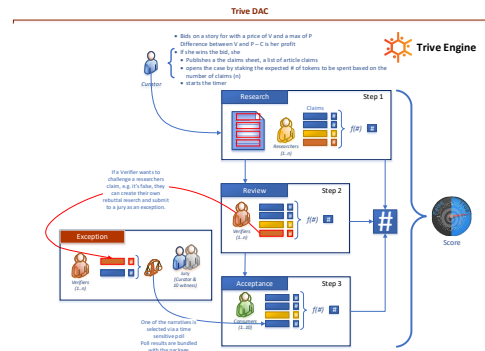 Trive DAC
• Bids on a story for with a price of V and a max of P
Difference between V and P – C is her profit
• If she wins the bid, she
• Publishes a the claims sheet, a list of article claims
• opens the case by staking the expected # of tokens to be spent based on the
number of claims (n)
• starts the timer
Curator
Trive Engine
Research
Step 1
Claims
#
#
#
#
f(#)
#
Researchers
(1..n)
If a Verifier wants to
challenge a researchers
claim, e.g. it's false, they
can create their own
rebuttal research and submit
to a jury as an exception.
Review
Step 2
#
#
#
#
f(#)
#
Verifiers
(1..n)
#
Score
Exception
#
#
Verifiers
(1..n)
Jury
(Curator &
10 witness)
Acceptance
Step 3
#
#
#
#
f(#)
#
Consumers
(1..10)
One of the narratives is
selected via a time
sensitive poll
Poll results are bundled
with the package